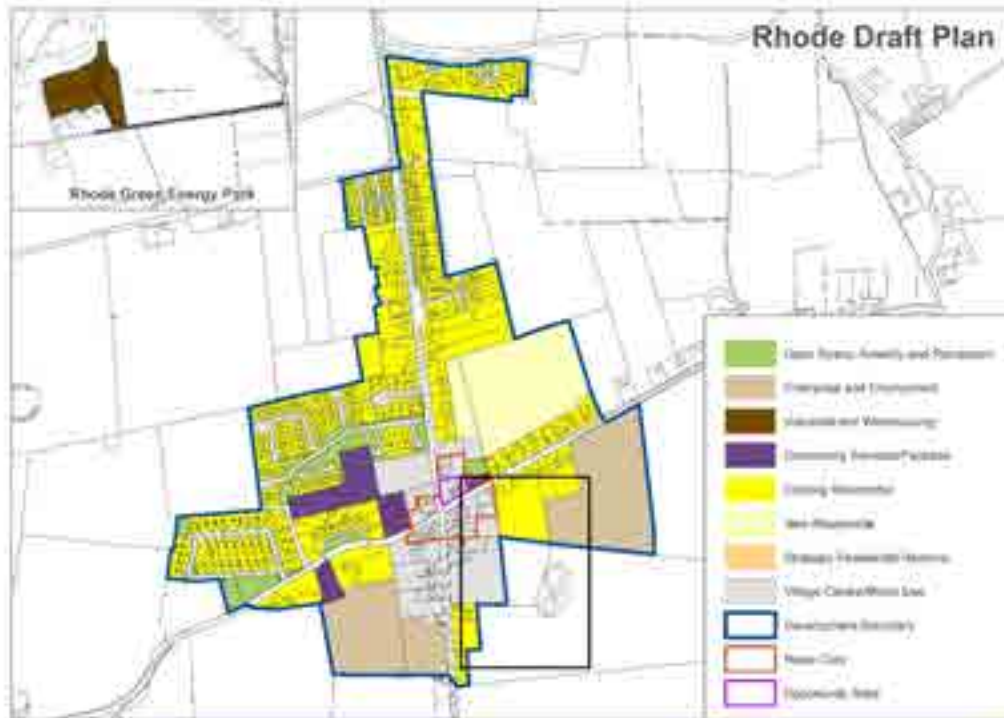 Rhode Draft Plan
Rhode Green Energy Park
Open Space, Amenity and Recreation
Enterprise and Employment
Industrial and Warehousing
Community Services/Facilities
Existing Residential
New Residential
Strategic Residential Reserve
Village Centre/Mixed Use
Development Boundary
Opportunity Sites